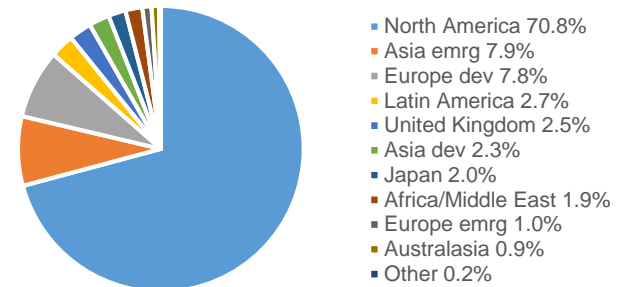 North America 70.8%
Asia emrg 7.9%
Europe dev 7.8%
Latin America 2.7%
United Kingdom 2.5%
Asia dev 2.3%
Japan 2.0%
Africa/Middle East 1.9%
Europe emrg 1.0%
Australasia 0.9%
Other 0.2%